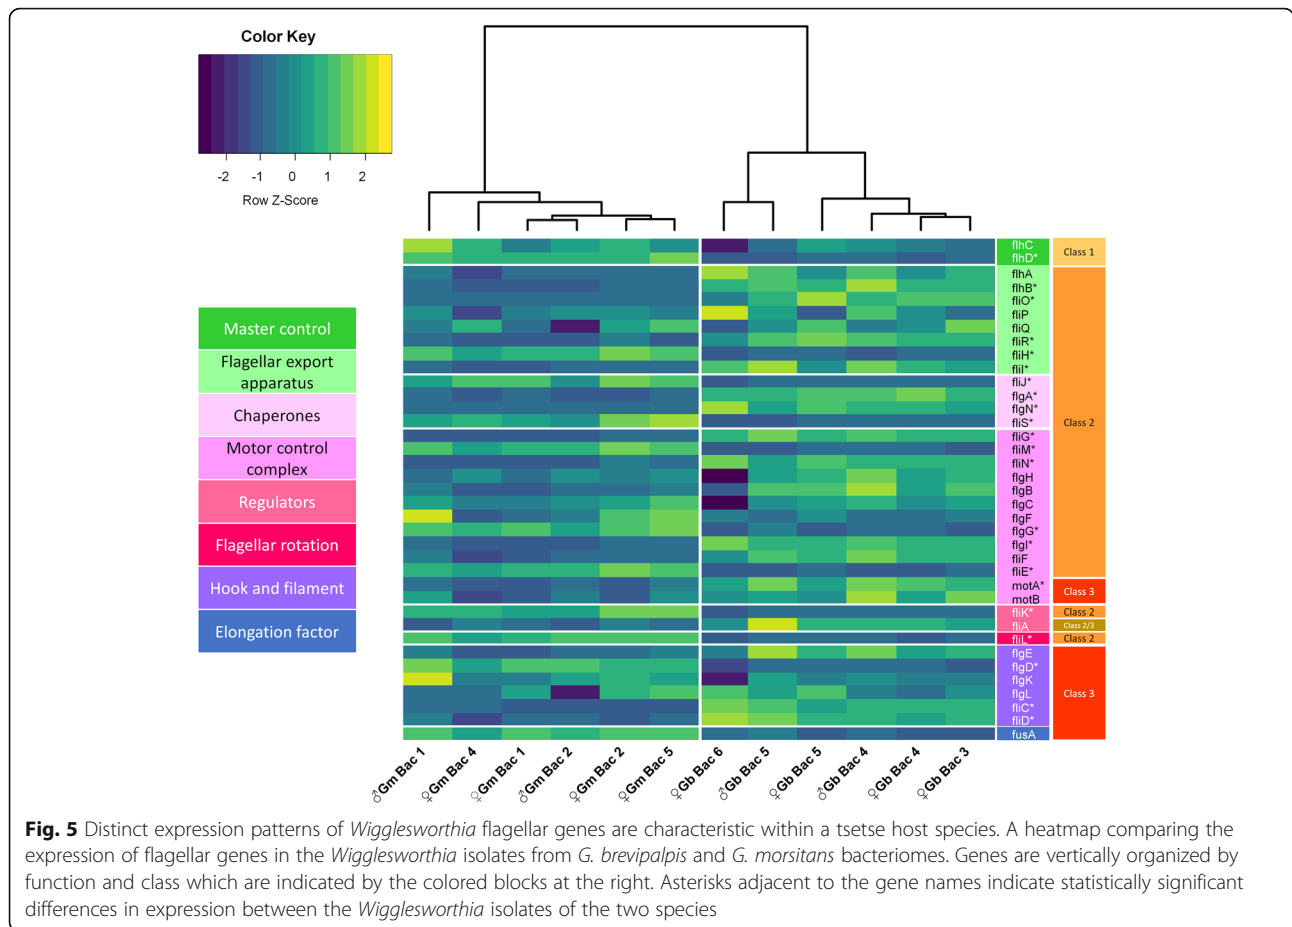 Color Key
-2 -1 0 1 2
Row Z-Score
Master control
Flagellar export
apparatus
Chaperones
Motor control
complex
Regulators
Flagellar rotation
Hook and filament
Elongation factor
flhC
flhD*
flhA
flhB*
fliO*
fliP
fliQ
fliR*
fliH*
fliI*
fliJ*
flgA*
flgN*
fliS*
fliG*
fliM*
fliN*
flgH
flgB
flgC
flgF
flgG*
flgI*
fliF
fliE*
motA*
motB
fliK*
fliA
fliL*
flgE
flgD*
flgK
flgL
fliC*
fliD*
fusA
Class 1
Class 2
Class 3
Class 2
Class 2/3
Class 2
Class 3
♂Gm Bac 1
♀Gm Bac 4
♀Gm Bac 1
♂Gm Bac 2
♀Gm Bac 2
♀Gm Bac 5
♀Gb Bac 6
♂Gb Bac 5
♀Gb Bac 5
♂Gb Bac 4
♀Gb Bac 4
♀Gb Bac 3
Fig. 5 Distinct expression patterns of Wigglesworthia flagellar genes are characteristic within a tsetse host species. A heatmap comparing the
expression of flagellar genes in the Wigglesworthia isolates from G. brevipalpis and G. morsitans bacteriomes. Genes are vertically organized by
function and class which are indicated by the colored blocks at the right. Asterisks adjacent to the gene names indicate statistically significant
differences in expression between the Wigglesworthia isolates of the two species